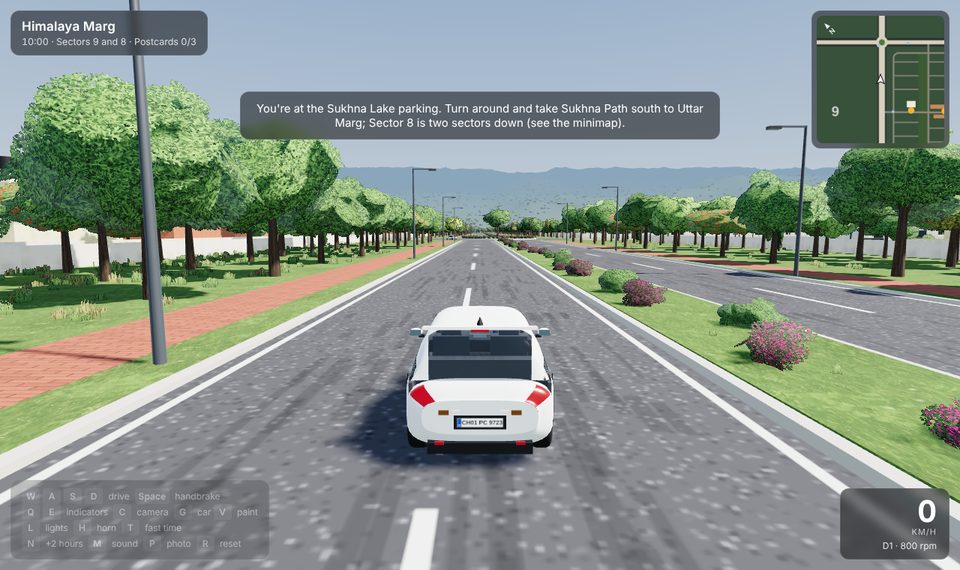 Himalaya Marg
10:00 · Sectors 9 and 8 · Postcards 0/3
You're at the Sukhna Lake parking. Turn around and take Sukhna Path south to Uttar
Marg; Sector 8 is two sectors down (see the minimap).
N
9
CH01 PC 9723
W A S D drive Space handbrake
Q E indicators C camera G car V paint
L lights H horn T fast time
N +2 hours M sound P photo R reset
0
KM/H
D1 · 800 rpm